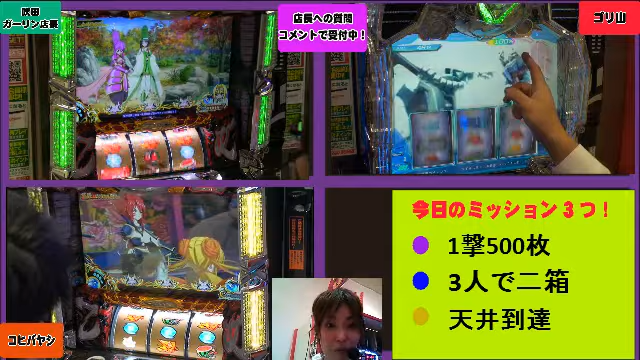 原田
ガーリン店長
店長への質問
コメントで受付中！
ゴリ山
コヒバヤシ
今日のミッション３つ！
1撃500枚
3人で二箱
天井到達